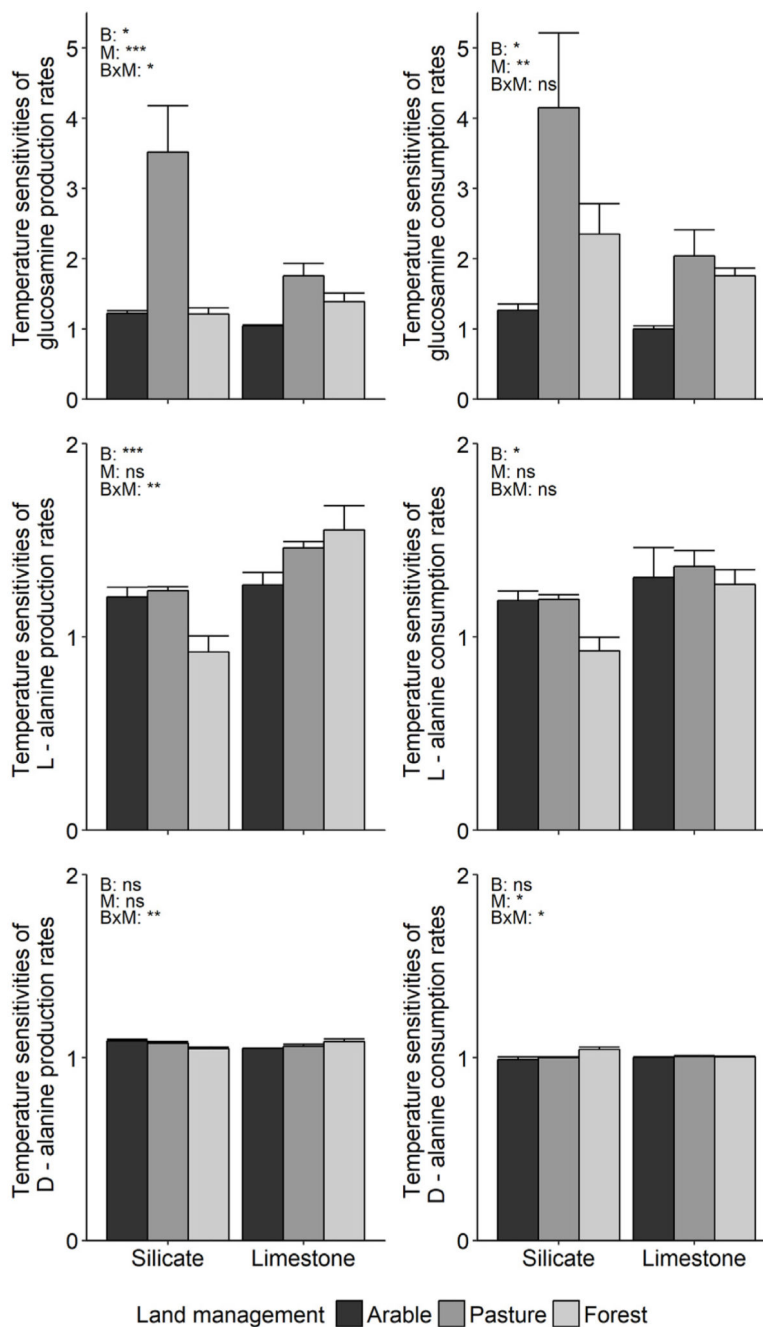 Temperature sensitivities of
glucosamine production rates
B: *
M: ***
BxM: *
5
4
3
2
1
0
Temperature sensitivities of
glucosamine consumption rates
B: *
M: **
BxM: ns
5
4
3
2
1
0
Temperature sensitivities of
L - alanine production rates
B: ***
M: ns
BxM: **
2
1
0
Temperature sensitivities of
L - alanine consumption rates
B: *
M: ns
BxM: ns
2
1
0
Temperature sensitivities of
D - alanine production rates
B: ns
M: ns
BxM: **
2
1
0
Silicate Limestone
Temperature sensitivities of
D - alanine consumption rates
B: ns
M: *
BxM: *
2
1
0
Silicate Limestone
Land management Arable Pasture Forest